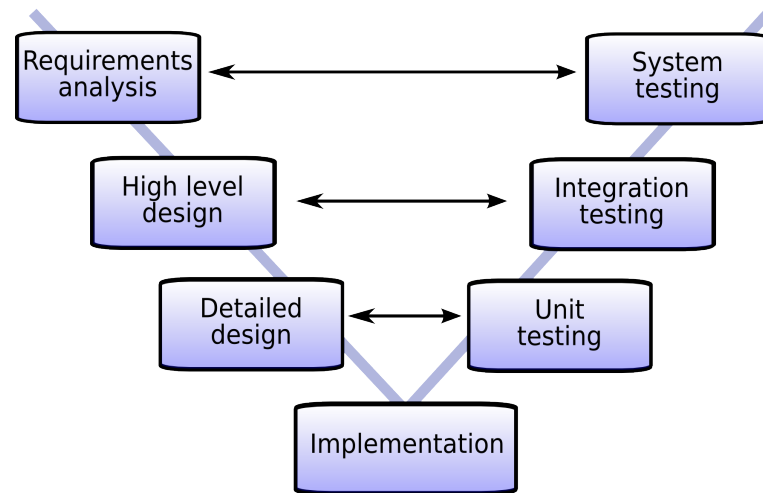 Requirements
analysis
System
testing
High level
design
Integration
testing
Detailed
design
Unit
testing
Implementation